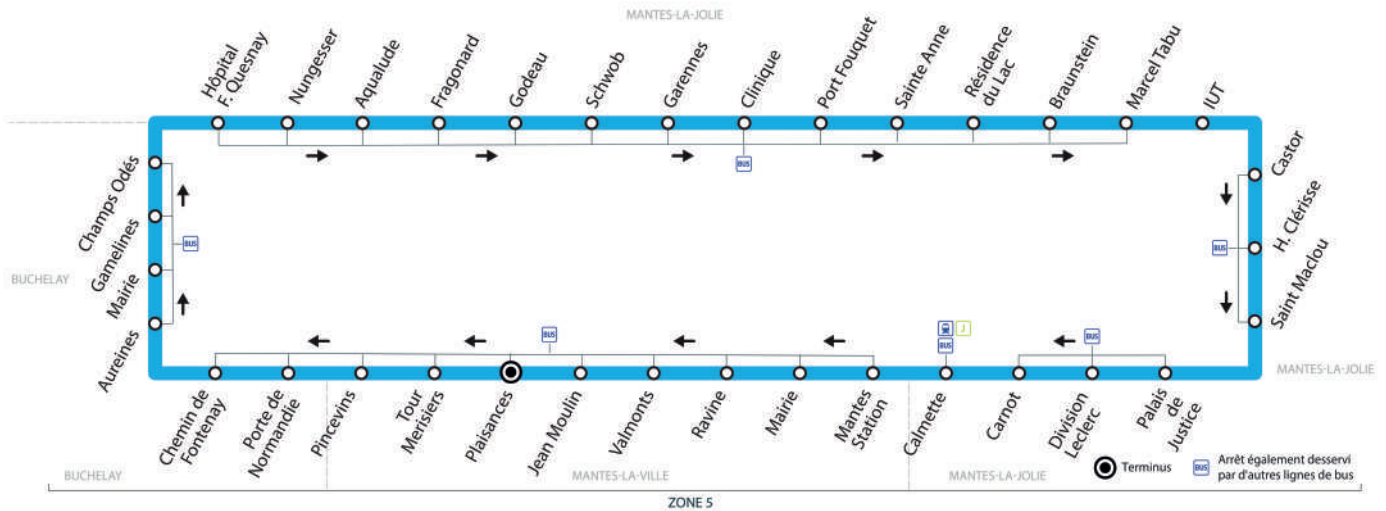 MANTES-LA-JOLIE
Hôpital
F. Quesnay
Nungesser
Aqualude
Fragonard
Godeau
Schwob
Garennes
Clinique
Port Fouquet
Sainte Anne
Résidence
du Lac
Braunstein
Marcel Tabu
IUT
BUS
Castor
H. Clérisse
Saint Maclou
BUS
Champs Odés
Gamelines
Mairie
Aureines
BUS
BUCHELAY
BUS
J
BUS
BUS
MANTES-LA-JOLIE
Chemin de
Fontenay
Porte de
Normandie
Pincevins
Tour
Merisiers
Plaisances
Jean Moulin
Valmonts
Ravine
Mairie
Mantes
Station
Calmette
Carnot
Division
Leclerc
Palais
de
Justice
Terminus
BUS
Arrêt également desservi
par d'autres lignes de bus
BUCHELAY
MANTES-LA-VILLE
MANTES-LA-JOLIE
ZONE 5